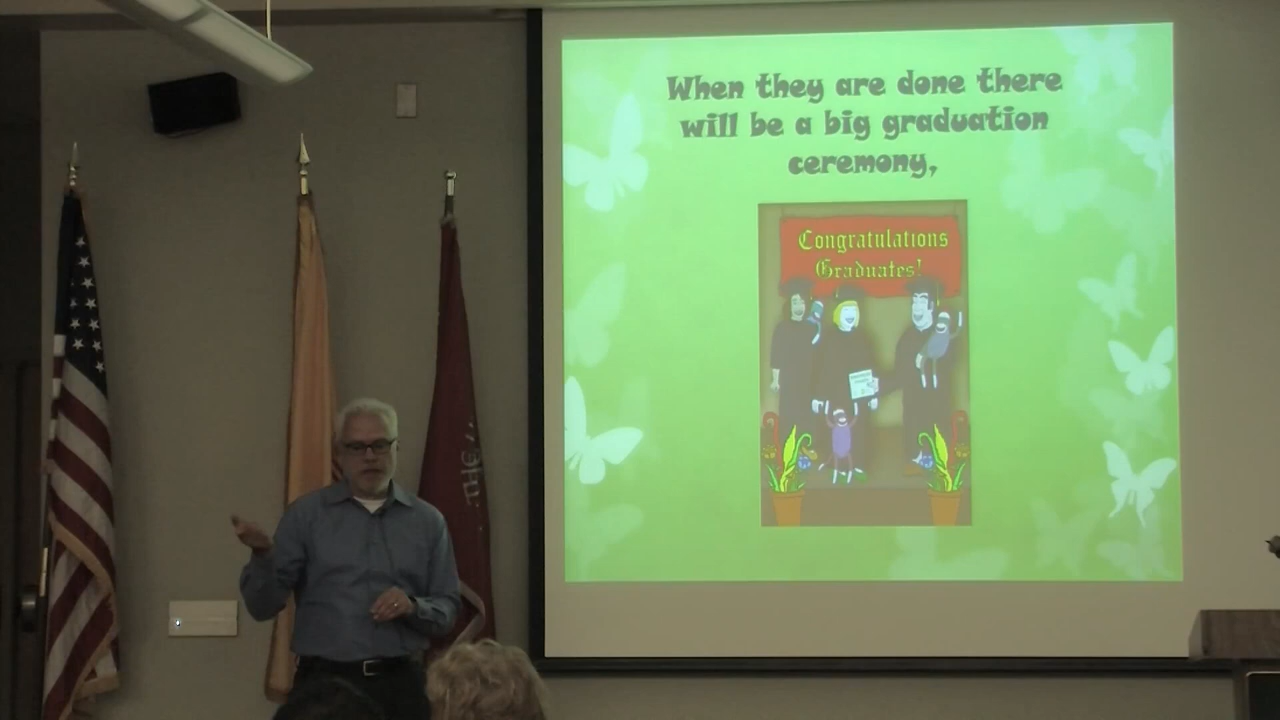 When they are done there
will be a big graduation
ceremony,
Congratulations
Graduates!